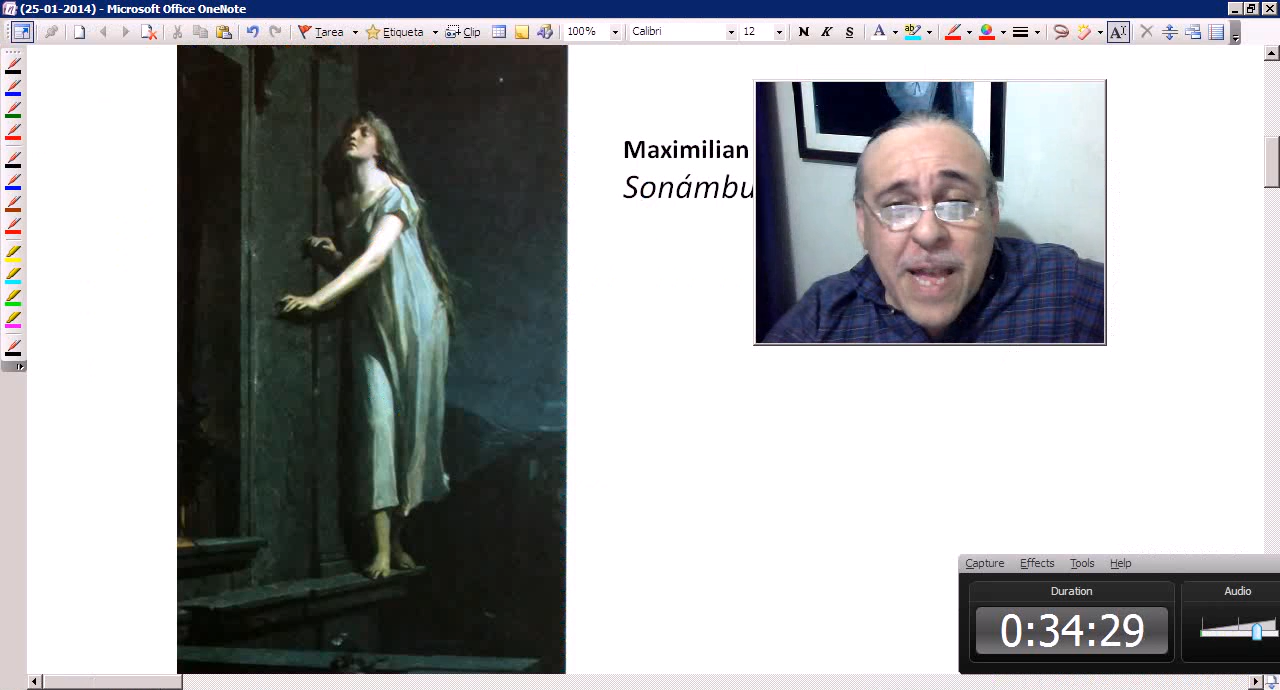 (25-01-2014) - Microsoft Office OneNote
Tarea
Etiqueta
Clip
100%
Calibri
12
N K S
Maximilian
Sonámbu
Capture Effects Tools Help
Duration
Audio
0:34:29